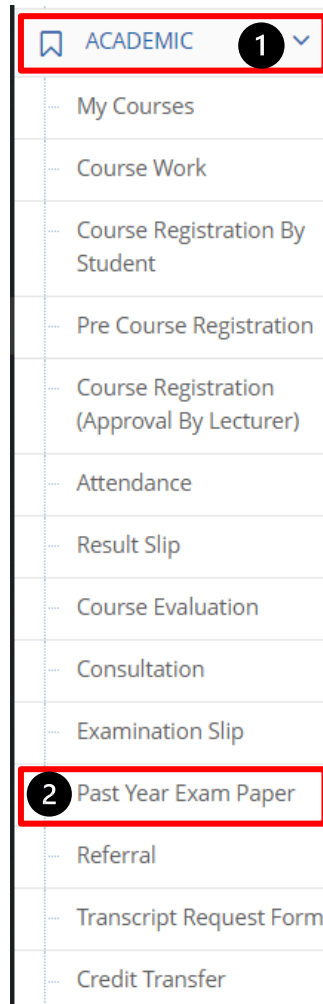 ACADEMIC 1
My Courses
Course Work
Course Registration By
Student
Pre Course Registration
Course Registration
(Approval By Lecturer)
Attendance
Result Slip
Course Evaluation
Consultation
Examination Slip
2 Past Year Exam Paper
Referral
Transcript Request Form
Credit Transfer